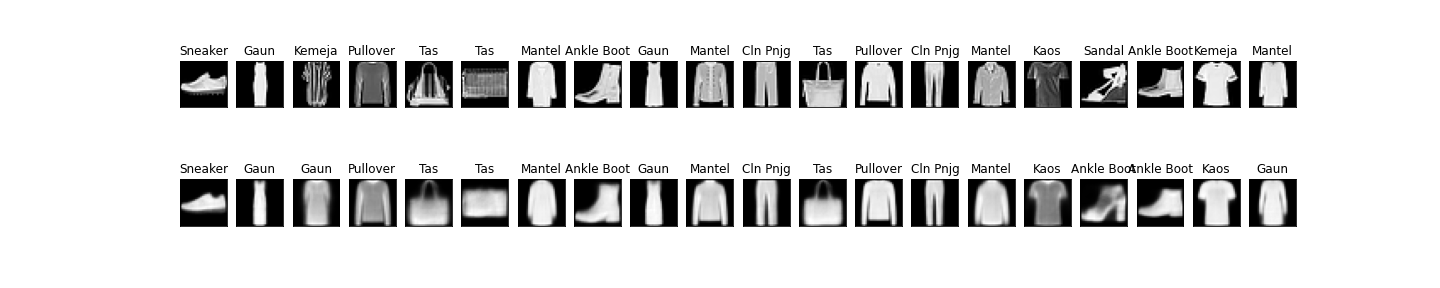 Sneaker Gaun Kemeja Pullover Tas Tas Mantel Ankle Boot Gaun Mantel Cln Pnjg Tas Pullover Cln Pnjg Mantel Kaos Sandal Ankle Boot Kemeja Mantel
Sneaker Gaun Gaun Pullover Tas Tas Mantel Ankle Boot Gaun Mantel Cln Pnjg Tas Pullover Cln Pnjg Mantel Kaos Ankle Boot Ankle Boot Kaos Gaun